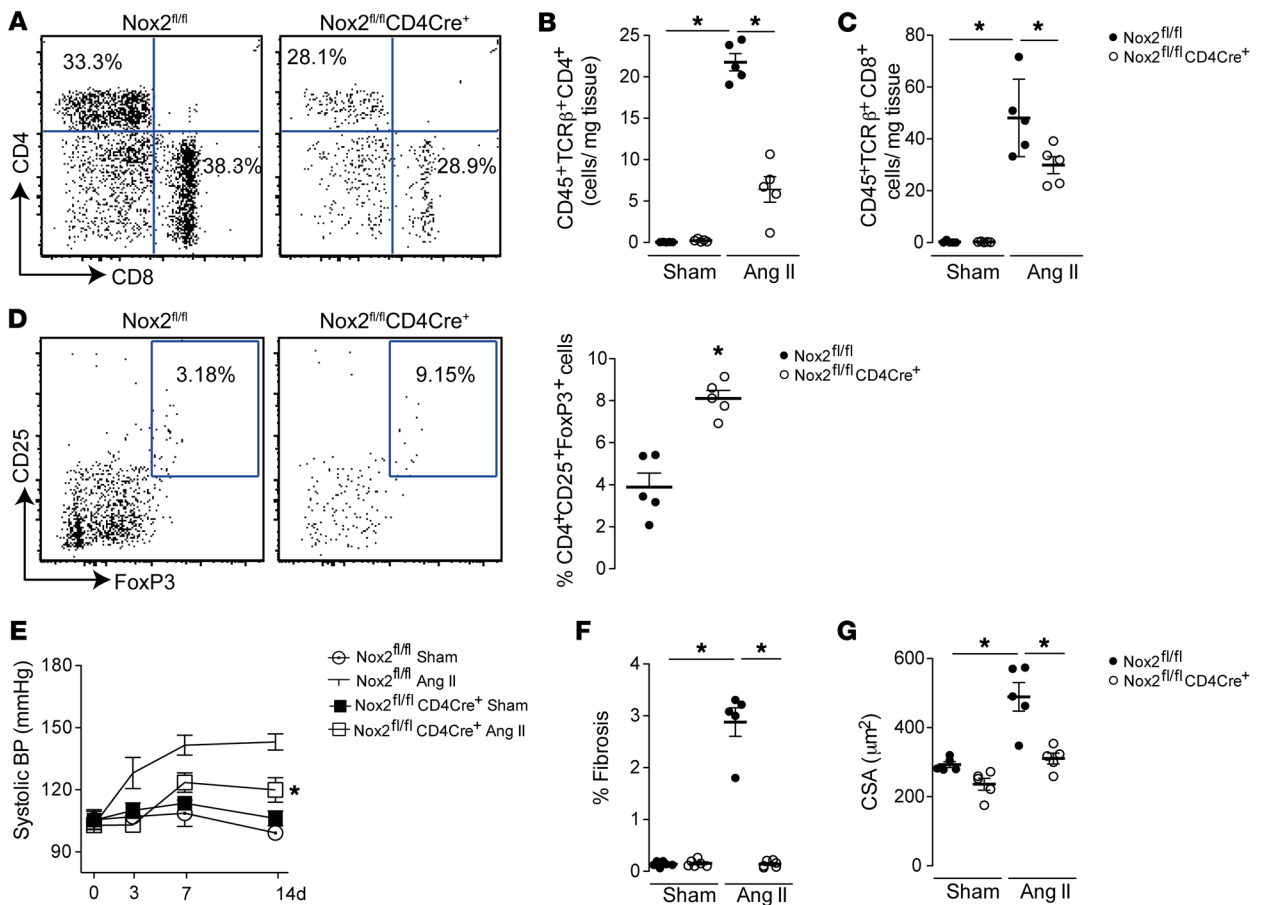 A
Nox2fl/fl
Nox2fl/flCD4Cre+
33.3%
38.3%
28.1%
28.9%
CD4
CD8
B
CD45+TCRβ+CD4+
(cells/ mg tissue)
25
20
15
10
5
0
*
*
Sham
Ang II
C
CD45+TCRβ+ CD8+
cells/ mg tissue)
80
60
40
20
0
*
*
Sham
Ang II
Nox2fl/fl
Nox2fl/flCD4Cre+
D
Nox2fl/fl
Nox2fl/flCD4Cre+
3.18%
9.15%
CD25
FoxP3
% CD4+CD25+FoxP3+ cells
10
8
6
4
2
0
*
Nox2fl/fl
Nox2fl/fl CD4Cre+
E
Systolic BP (mmHg)
180
150
120
90
0
3
7
14d
*
Nox2fl/fl Sham
Nox2fl/fl Ang II
Nox2fl/fl CD4Cre+ Sham
Nox2fl/fl CD4Cre+ Ang II
F
% Fibrosis
4
3
2
1
0
*
*
Sham
Ang II
G
CSA (μm2)
600
400
200
0
*
*
Sham
Ang II
Nox2fl/fl
Nox2fl/fl CD4Cre+